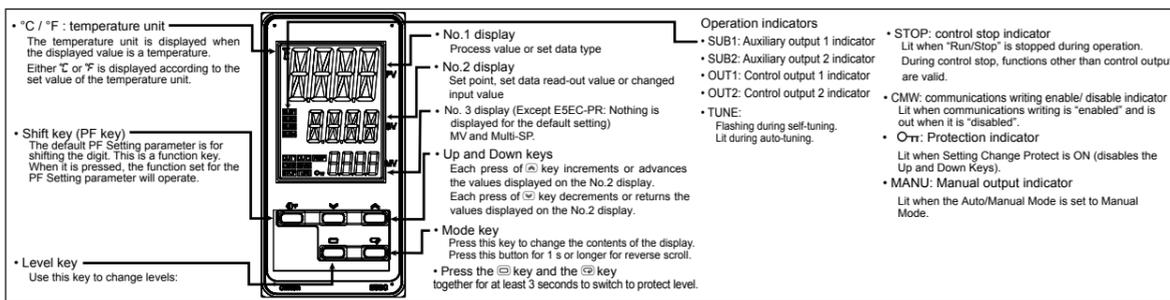 • °C / °F : temperature unit
The temperature unit is displayed when
the displayed value is a temperature.
Either °C or °F is displayed according to the
set value of the temperature unit.
• Shift key (PF key)
The default PF Setting parameter is for
shifting the digit. This is a function key.
When it is pressed, the function set for the
PF Setting parameter will operate.
• Level key
Use this key to change levels:
PV
SV
MV
• No.1 display
Process value or set data type
• No.2 display
Set point, set data read-out value or changed
input value
• No. 3 display (Except E5EC-PR: Nothing is
displayed for the default setting)
MV and Multi-SP.
• Up and Down keys
Each press of key increments or advances
the values displayed on the No.2 display.
Each press of key decrements or returns the
values displayed on the No.2 display.
• Mode key
Press this key to change the contents of the display.
Press this button for 1 s or longer for reverse scroll.
• Press the key and the key
together for at least 3 seconds to switch to protect level.
Operation indicators
• SUB1: Auxiliary output 1 indicator
• SUB2: Auxiliary output 2 indicator
• OUT1: Control output 1 indicator
• OUT2: Control output 2 indicator
• TUNE:
Flashing during self-tuning.
Lit during auto-tuning.
• STOP: control stop indicator
Lit when “Run/Stop” is stopped during operation.
During control stop, functions other than control output
are valid.
• CMW: communications writing enable/ disable indicator
Lit when communications writing is “enabled” and is
out when it is “disabled”.
• : Protection indicator
Lit when Setting Change Protect is ON (disables the
Up and Down Keys).
• MANU: Manual output indicator
Lit when the Auto/Manual Mode is set to Manual
Mode.